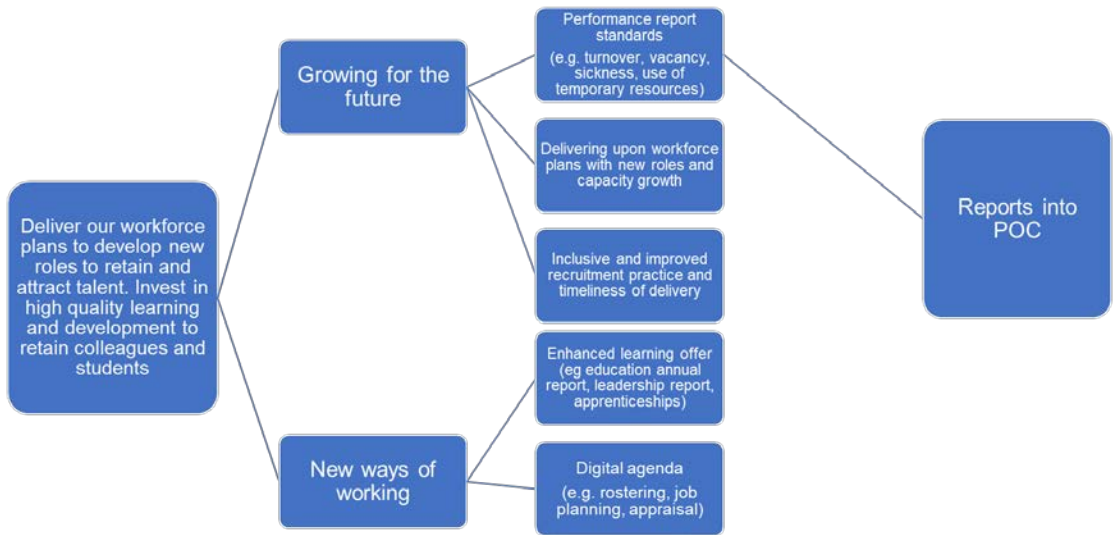 Deliver our workforce
plans to develop new
roles to retain and
attract talent. Invest in
high quality learning
and development to
retain colleagues and
students
Growing for the
future
New ways of
working
Performance report
standards
(e.g. turnover, vacancy,
sickness, use of
temporary resources)
Delivering upon workforce
plans with new roles and
capacity growth
Inclusive and improved
recruitment practice and
timeliness of delivery
Enhanced learning offer
(eg education annual
report, leadership report,
apprenticeships)
Digital agenda
(e.g. rostering, job
planning, appraisal)
Reports into
POC